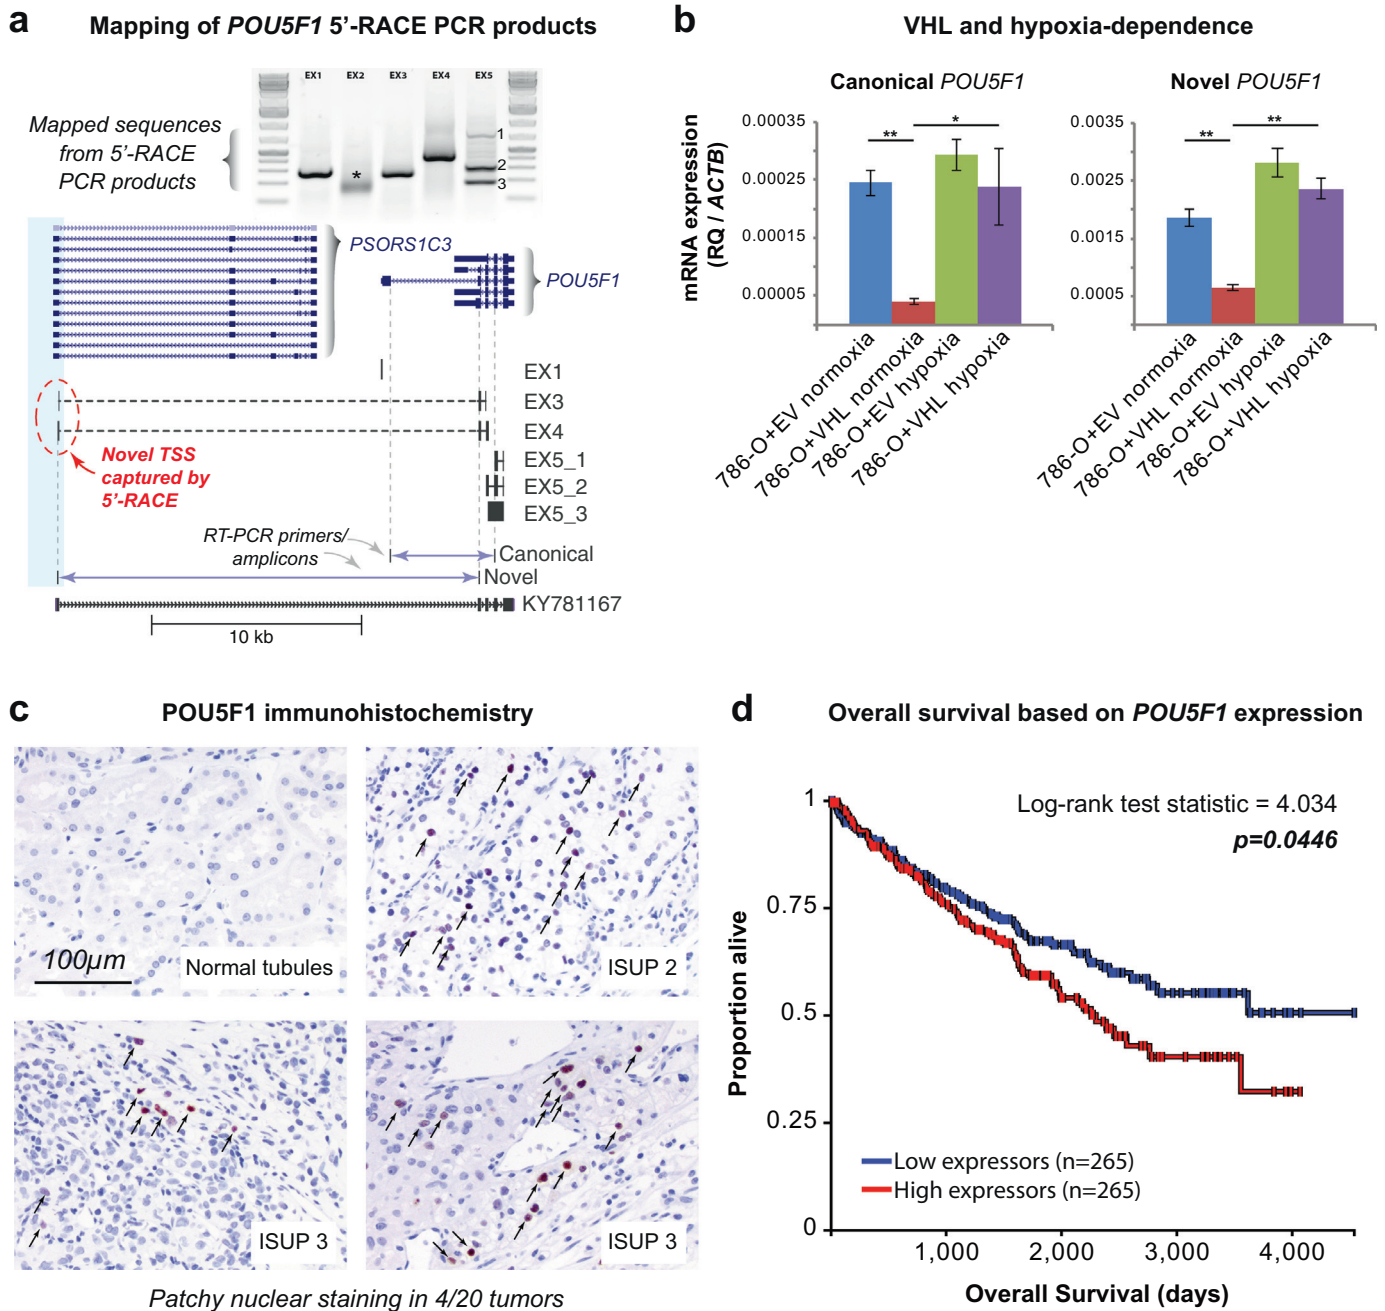 a
Mapping of POU5F1 5'-RACE PCR products
EX1 EX2 EX3 EX4 EX5
Mapped sequences
from 5'-RACE
PCR products
*
1
2
3
PSORS1C3
POU5F1
EX1
EX3
EX4
Novel TSS
captured by
5'-RACE
EX5_1
EX5_2
EX5_3
RT-PCR primers/
amplicons
Canonical
Novel
KY781167
10 kb
b
VHL and hypoxia-dependence
Canonical POU5F1
mRNA expression
(RQ / ACTB)
0.00035
0.00025
0.00015
0.00005
**
*
786-O+EV normoxia
786-O+VHL normoxia
786-O+EV hypoxia
786-O+VHL hypoxia
Novel POU5F1
0.0035
0.0025
0.0015
0.0005
**
**
786-O+EV normoxia
786-O+VHL normoxia
786-O+EV hypoxia
786-O+VHL hypoxia
c
POU5F1 immunohistochemistry
100µm
Normal tubules
ISUP 2
ISUP 3
ISUP 3
Patchy nuclear staining in 4/20 tumors
d
Overall survival based on POU5F1 expression
Log-rank test statistic = 4.034
p=0.0446
Proportion alive
1
0.75
0.5
0.25
0
Low expressors (n=265)
High expressors (n=265)
1,000
2,000
3,000
4,000
Overall Survival (days)